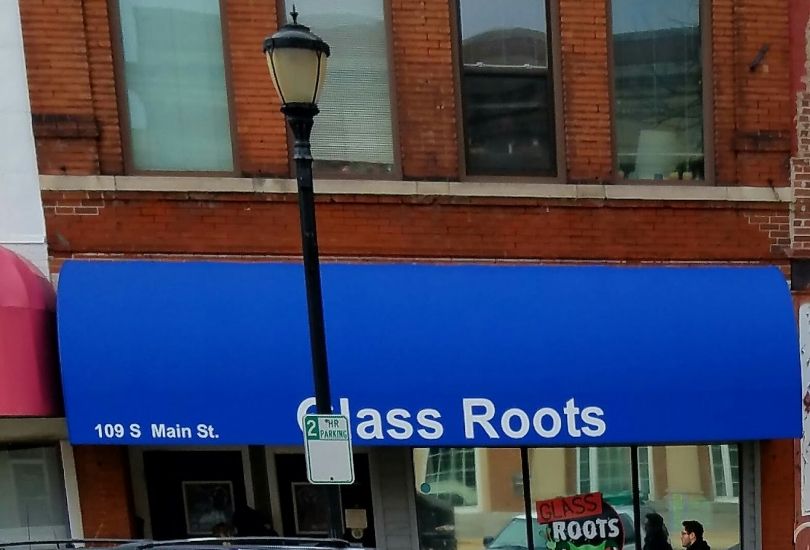 109 S Main St.
Glass Roots
2 HR
PARKING
GLASS
ROOTS